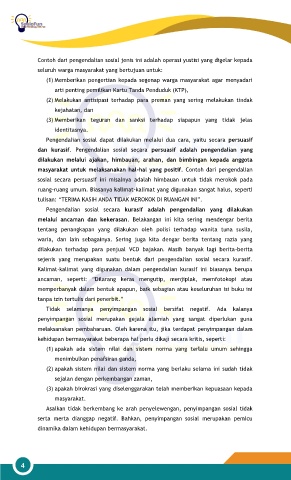 Contoh dari pengendalian sosial jenis ini adalah operasi yustisi yang digelar kepada
seluruh warga masyarakat yang bertujuan untuk:
(1) Memberikan pengertian kepada segenap warga masyarakat agar menyadari
arti penting pemilikan Kartu Tanda Penduduk (KTP),
(2) Melakukan antisipasi terhadap para preman yang sering melakukan tindak
kejahatan, dan
(3) Memberikan teguran dan sanksi terhadap siapapun yang tidak jelas
identitasnya.
Pengendalian sosial dapat dilakukan melalui dua cara, yaitu secara persuasif
dan kurasif. Pengendalian sosial secara persuasif adalah pengendalian yang
dilakukan melalui ajakan, himbauan, arahan, dan bimbingan kepada anggota
masyarakat untuk melaksanakan hal-hal yang positif. Contoh dari pengendalian
sosial secara persuasif ini misalnya adalah himbauan untuk tidak merokok pada
ruang-ruang umum. Biasanya kalimat-kalimat yang digunakan sangat halus, seperti
tulisan: “TERIMA KASIH ANDA TIDAK MEROKOK DI RUANGAN INI”.
Pengendalian sosial secara kurasif adalah pengendalian yang dilakukan
melalui ancaman dan kekerasan. Belakangan ini kita sering mendengar berita
tentang penangkapan yang dilakukan oleh polisi terhadap wanita tuna susila,
waria, dan lain sebagainya. Sering juga kita dengar berita tentang razia yang
dilakukan terhadap para penjual VCD bajakan. Masih banyak lagi berita-berita
sejenis yang merupakan suatu bentuk dari pengendalian sosial secara kurasif.
Kalimat-kalimat yang digunakan dalam pengendalian kurasif ini biasanya berupa
ancaman, seperti: “Dilarang keras mengutip, menjiplak, memfotokopi atau
memperbanyak dalam bentuk apapun, baik sebagian atau keseluruhan isi buku ini
tanpa izin tertulis dari penerbit.”
Tidak selamanya penyimpangan sosial bersifat negatif. Ada kalanya
penyimpangan sosial merupakan gejala alamiah yang sangat diperlukan guna
melaksanakan pembaharuan. Oleh karena itu, jika terdapat penyimpangan dalam
kehidupan bermasyarakat beberapa hal perlu dikaji secara kritis, seperti:
(1) apakah ada sistem nilai dan sistem norma yang terlalu umum sehingga
menimbulkan penafsiran ganda,
(2) apakah sistem nilai dan sistem norma yang berlaku selama ini sudah tidak
sejalan dengan perkembangan zaman,
(3) apakah birokrasi yang diselenggarakan telah memberikan kepuasaan kepada
masyarakat.
Asalkan tidak berkembang ke arah penyelewengan, penyimpangan sosial tidak
serta merta dianggap negatif. Bahkan, penyimpangan sosial merupakan pemicu
dinamika dalam kehidupan bermasyarakat.
4